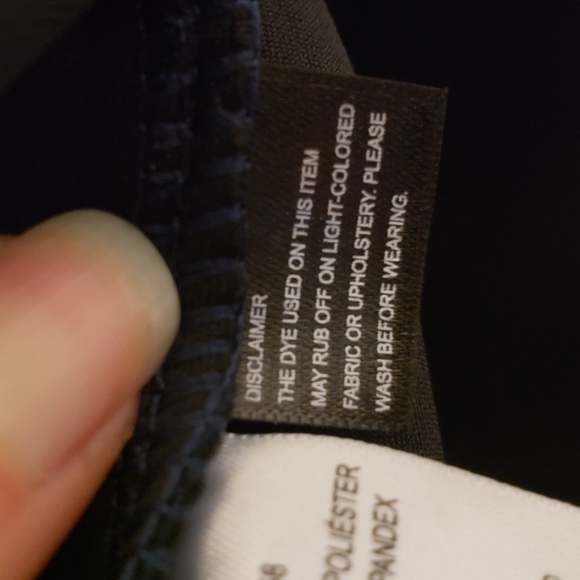 DISCLAIMER
THE DYE USED ON THIS ITEM
MAY RUB OFF ON LIGHT-COLORED
FABRIC OR UPHOLSTERY. PLEASE
WASH BEFORE WEARING.
POLIÉSTER
PANDEX